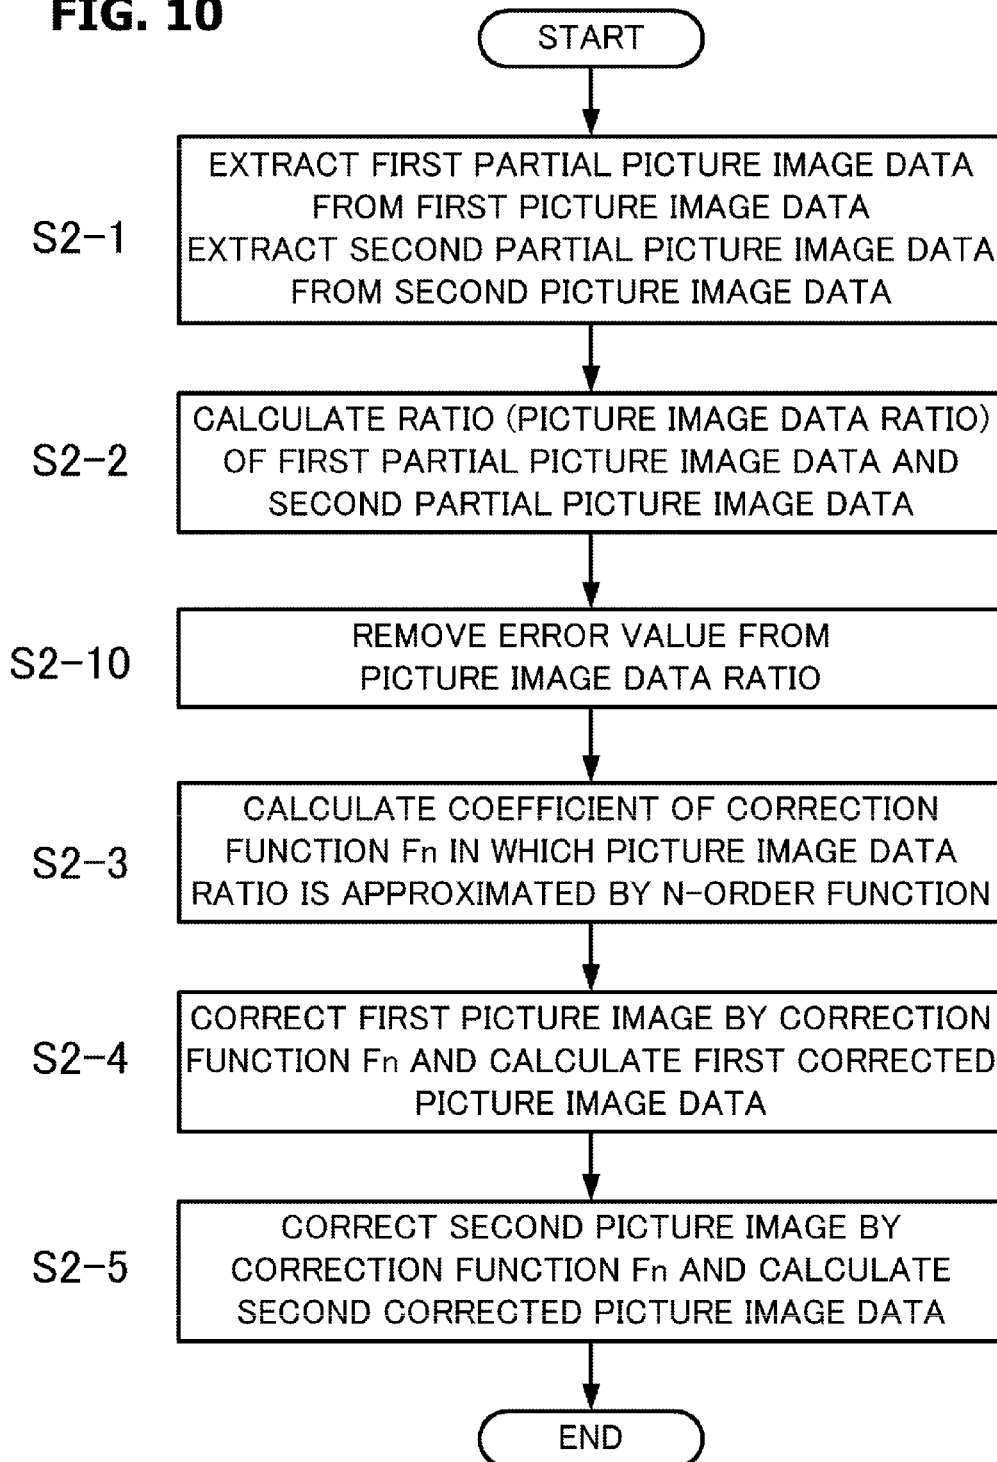 FIG. 10
START
S2-1
EXTRACT FIRST PARTIAL PICTURE IMAGE DATA
FROM FIRST PICTURE IMAGE DATA
EXTRACT SECOND PARTIAL PICTURE IMAGE DATA
FROM SECOND PICTURE IMAGE DATA
S2-2
CALCULATE RATIO (PICTURE IMAGE DATA RATIO)
OF FIRST PARTIAL PICTURE IMAGE DATA AND
SECOND PARTIAL PICTURE IMAGE DATA
S2-10
REMOVE ERROR VALUE FROM
PICTURE IMAGE DATA RATIO
S2-3
CALCULATE COEFFICIENT OF CORRECTION
FUNCTION Fn IN WHICH PICTURE IMAGE DATA
RATIO IS APPROXIMATED BY N-ORDER FUNCTION
S2-4
CORRECT FIRST PICTURE IMAGE BY CORRECTION
FUNCTION Fn AND CALCULATE FIRST CORRECTED
PICTURE IMAGE DATA
S2-5
CORRECT SECOND PICTURE IMAGE BY
CORRECTION FUNCTION Fn AND CALCULATE
SECOND CORRECTED PICTURE IMAGE DATA
END